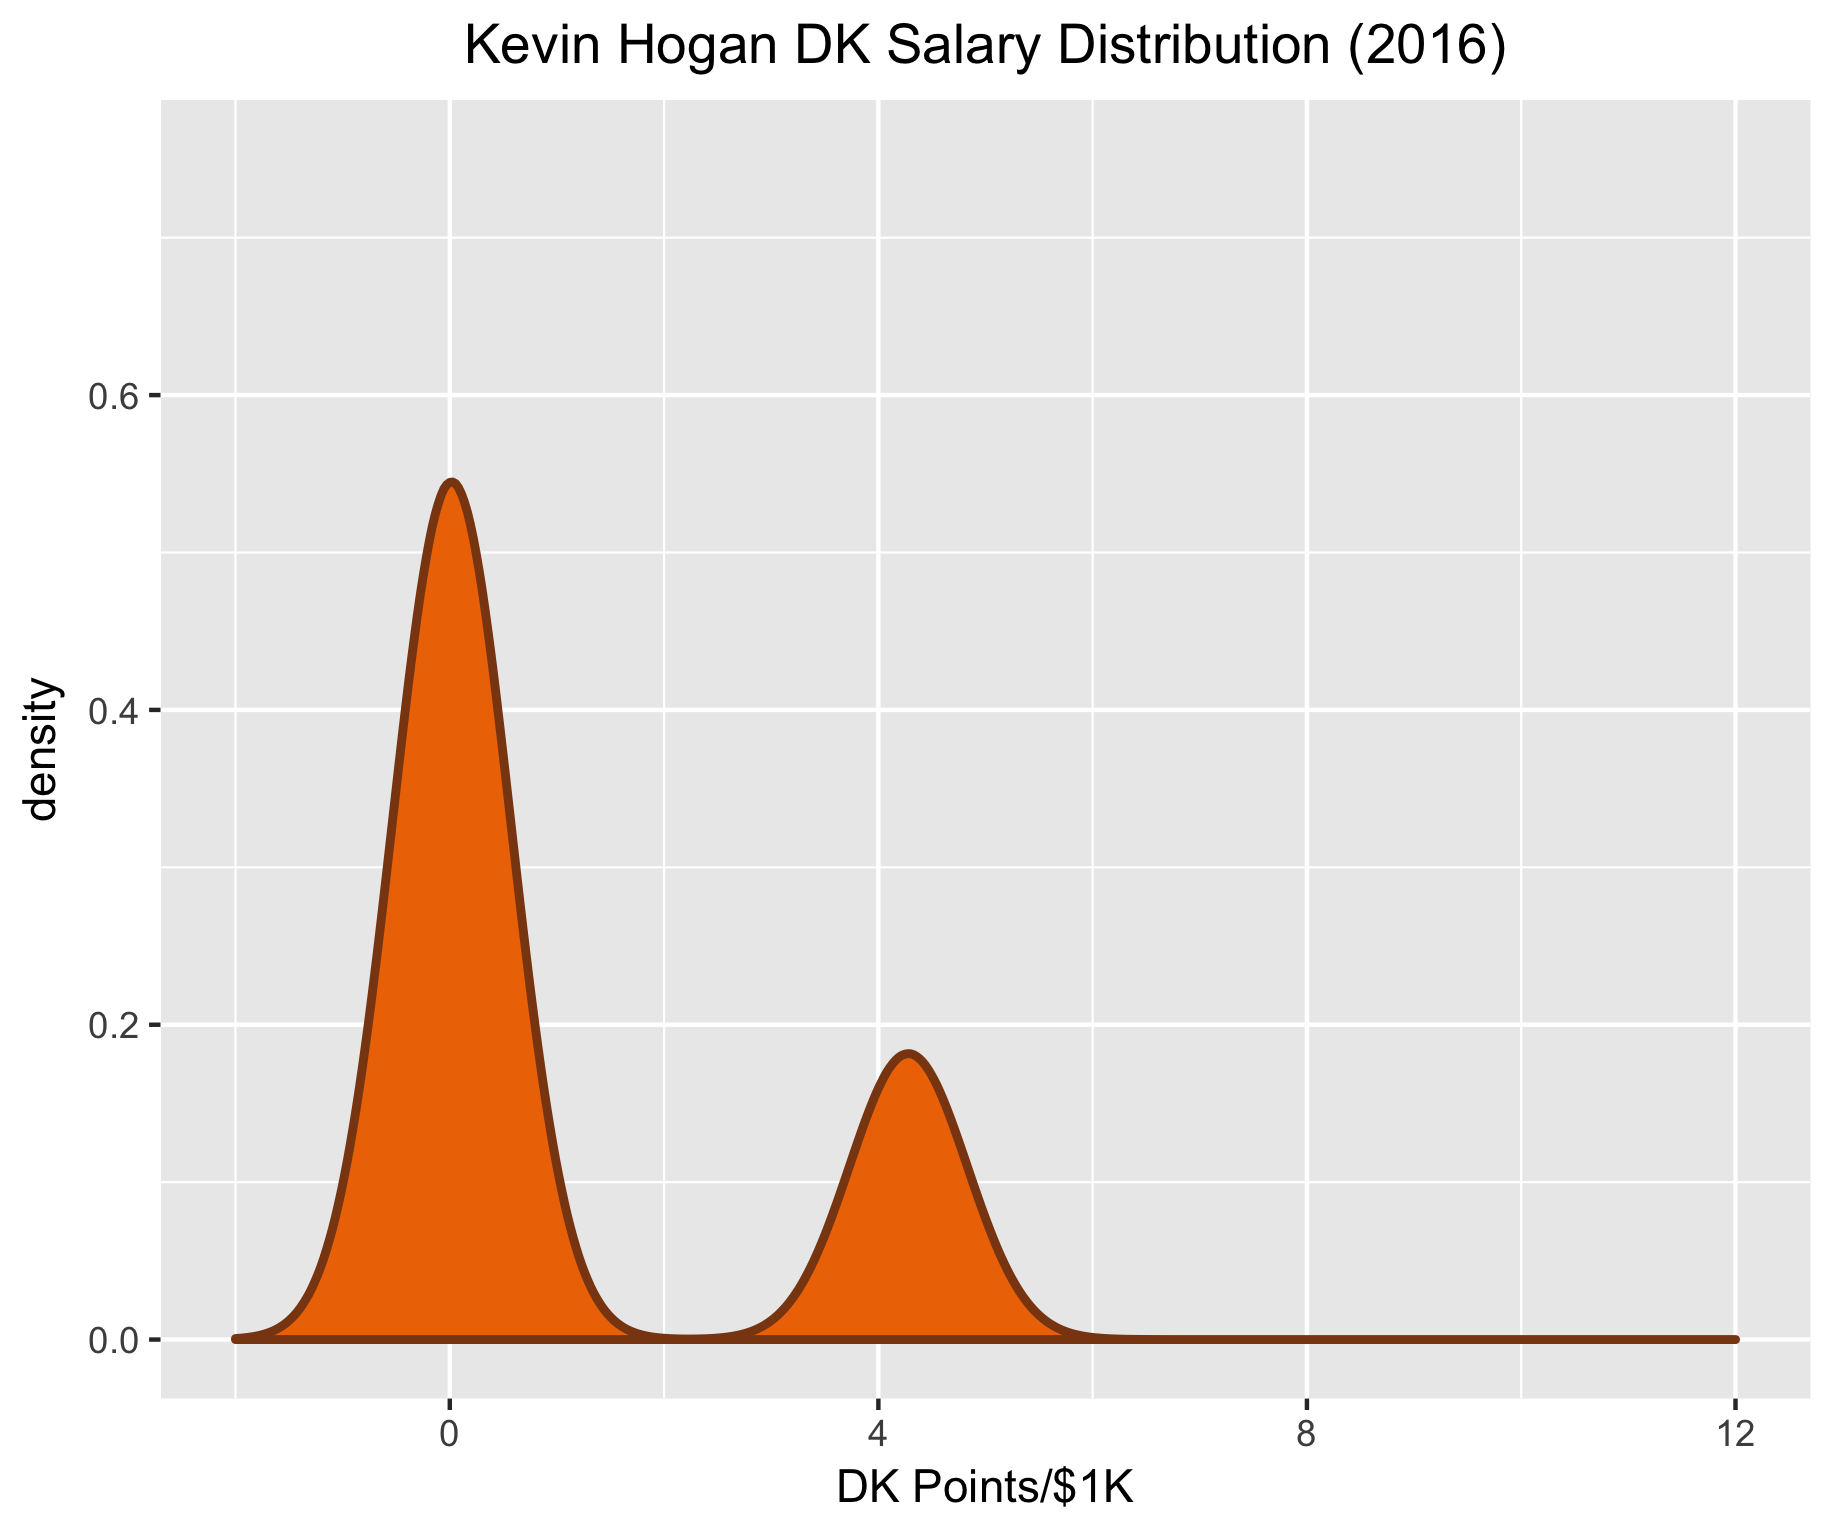 Kevin Hogan DK Salary Distribution (2016)
density
0.6
0.4
0.2
0.0
0 4 8 12
DK Points/$1K